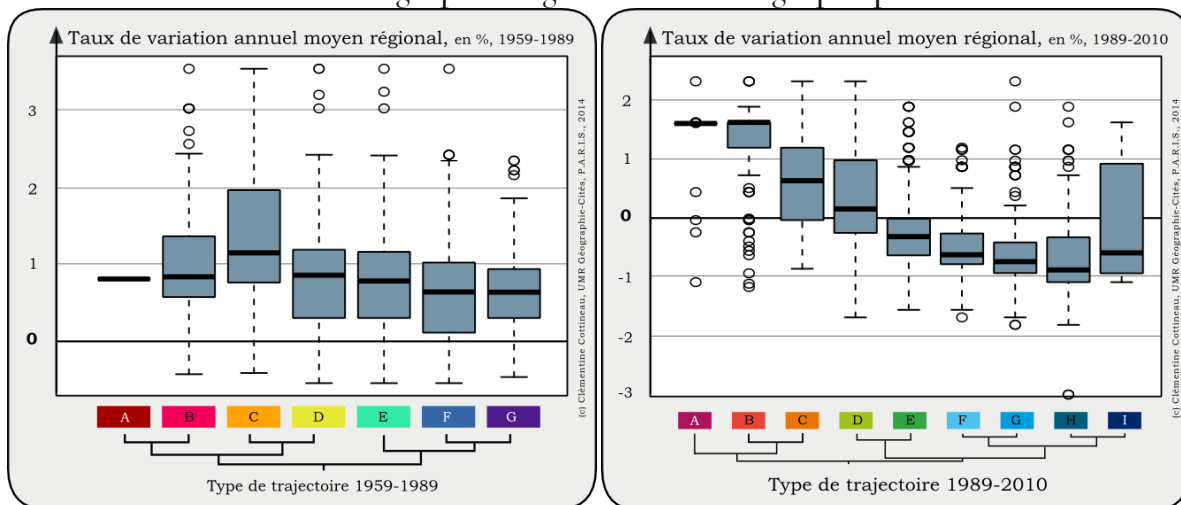 Taux de variation annuel moyen régional, en %, 1959-1989
3
2
1
0
A B C D E F G
Type de trajectoire 1959-1989
(c) Clémentine Cottineau, UMR Géographie-Cités, P.A.R.I.S., 2014
Taux de variation annuel moyen régional, en %, 1989-2010
2
1
0
-1
-2
-3
A B C D E F G H I
Type de trajectoire 1989-2010
(c) Clémentine Cottineau, UMR Géographie-Cités, P.A.R.I.S., 2014